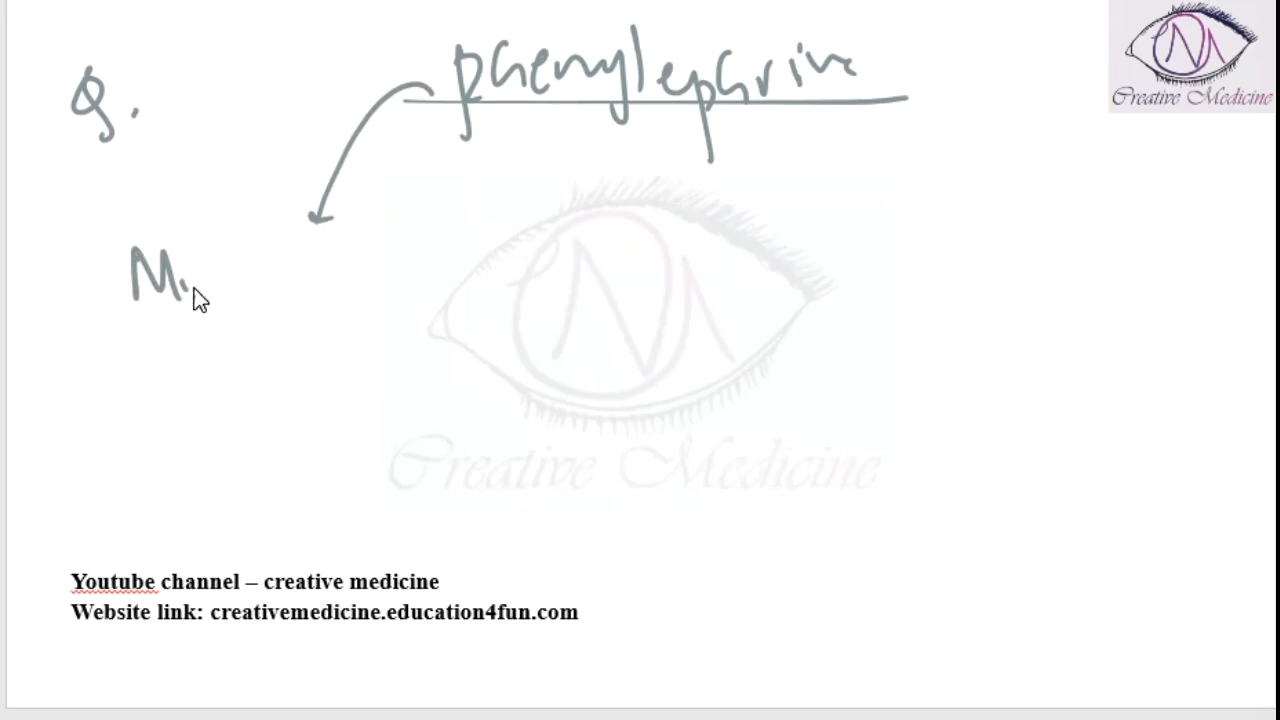 Q. phenylephrine
M
Creative Medicine
Creative Medicine
Youtube channel – creative medicine
Website link: creativemedicine.education4fun.com